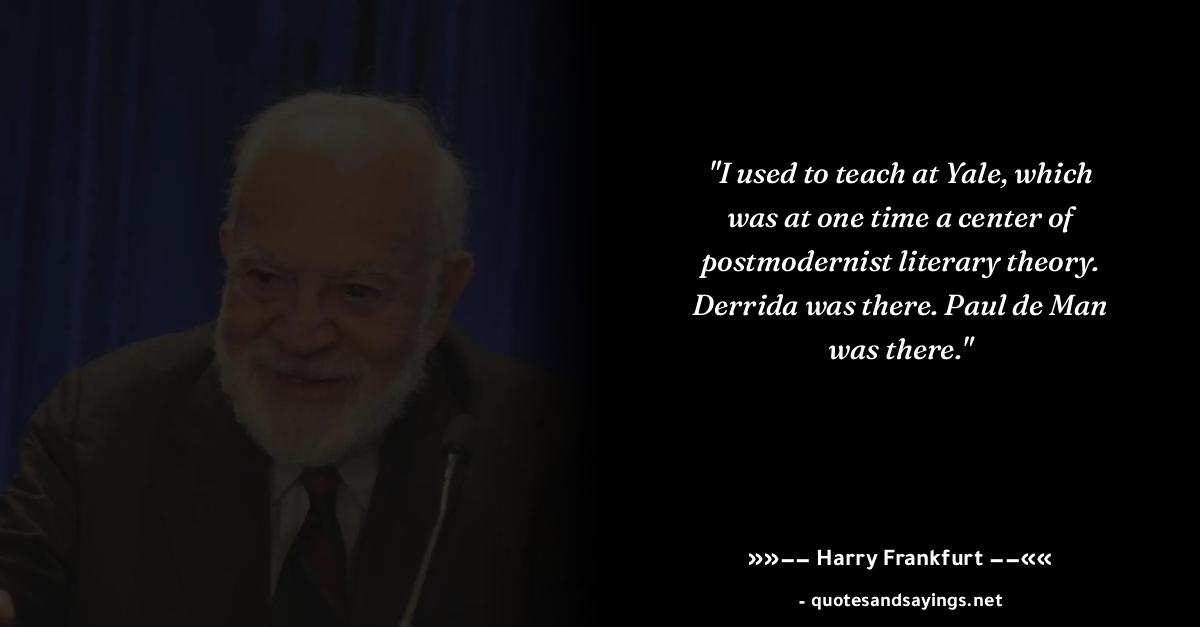 "I used to teach at Yale, which
was at one time a center of
postmodernist literary theory.
Derrida was there. Paul de Man
was there."
»»−− Harry Frankfurt −−««
- quotesandsayings.net